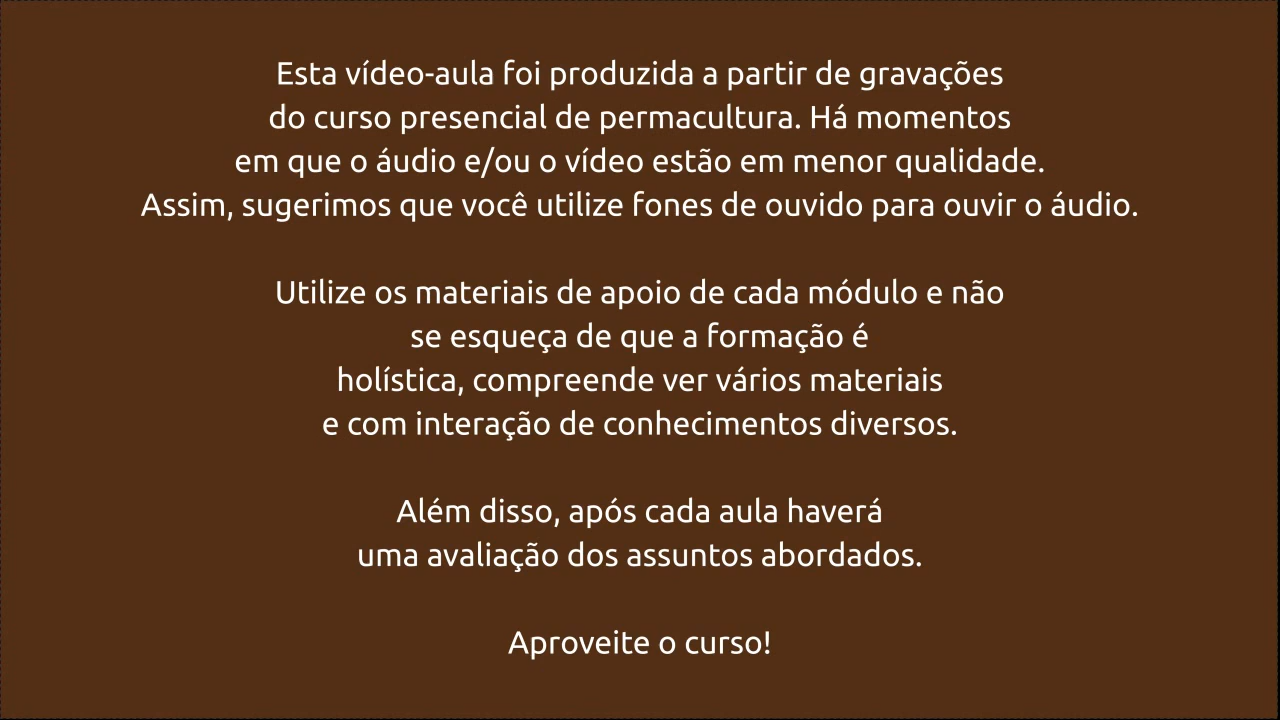 Esta vídeo-aula foi produzida a partir de gravações
do curso presencial de permacultura. Há momentos
em que o áudio e/ou o vídeo estão em menor qualidade.
Assim, sugerimos que você utilize fones de ouvido para ouvir o áudio.
Utilize os materiais de apoio de cada módulo e não
se esqueça de que a formação é
holística, compreende ver vários materiais
e com interação de conhecimentos diversos.
Além disso, após cada aula haverá
uma avaliação dos assuntos abordados.
Aproveite o curso!